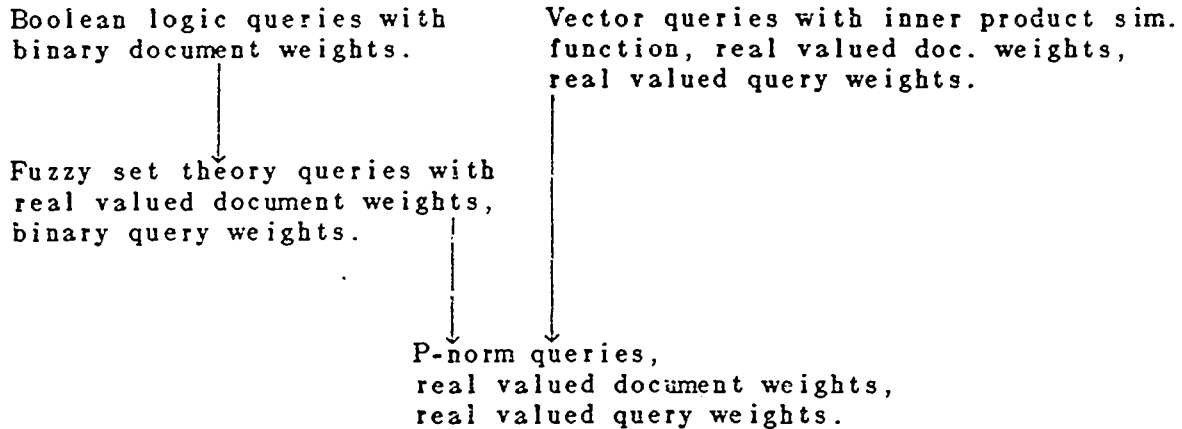 Boolean logic queries with
binary document weights.
Vector queries with inner product sim.
function, real valued doc. weights,
real valued query weights.
Fuzzy set theory queries with
real valued document weights,
binary query weights.
P-norm queries,
real valued document weights,
real valued query weights.